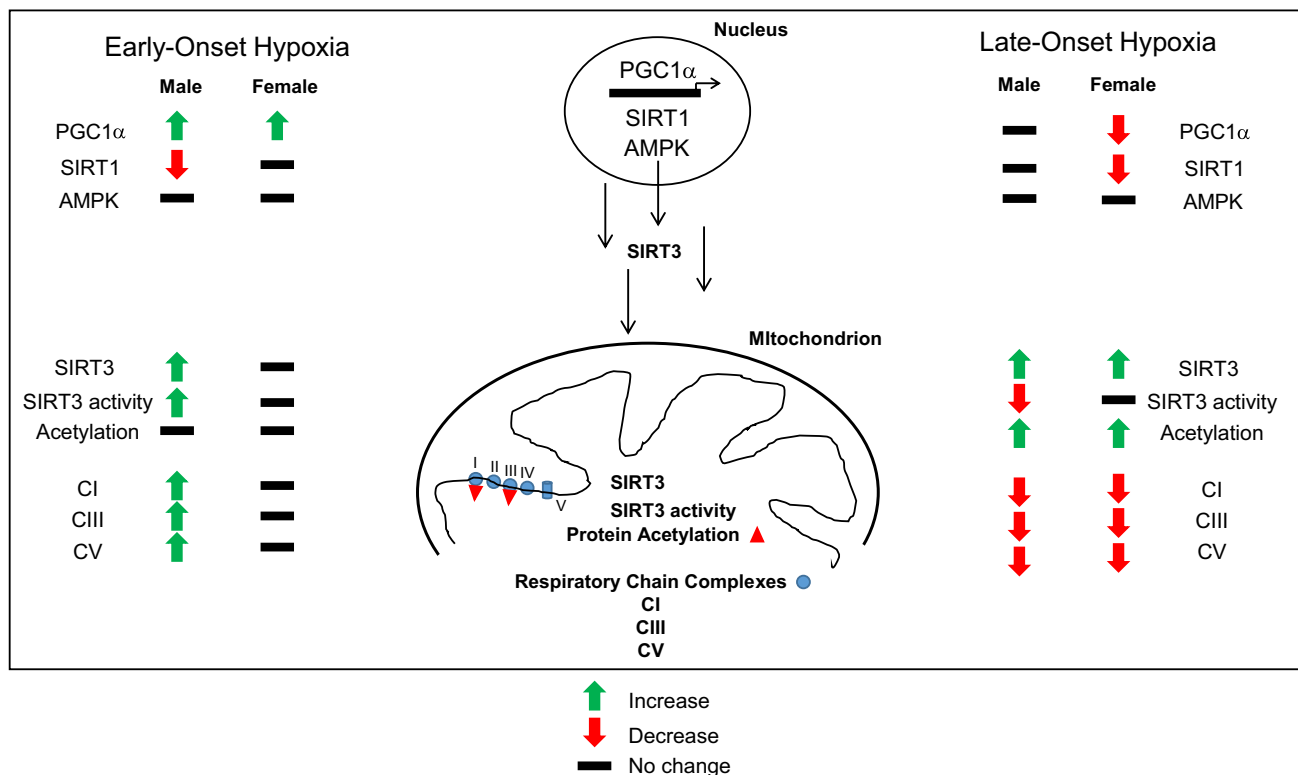 Early-Onset Hypoxia
Male Female
PGC1α
SIRT1
AMPK
SIRT3
SIRT3 activity
Acetylation
CI
CIII
CV
Nucleus
PGC1α
SIRT1
AMPK
SIRT3
MItochondrion
I II III IV
V
SIRT3
SIRT3 activity
Protein Acetylation
Respiratory Chain Complexes
CI
CIII
CV
Late-Onset Hypoxia
Male Female
PGC1α
SIRT1
AMPK
SIRT3
SIRT3 activity
Acetylation
CI
CIII
CV
Increase
Decrease
No change